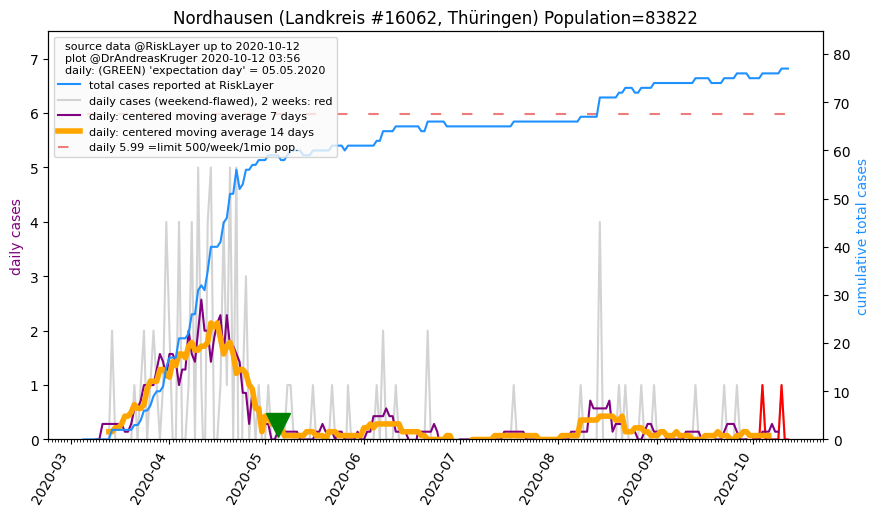 Nordhausen (Landkreis #16062, Thüringen) Population=83822
source data @RiskLayer up to 2020-10-12
plot @DrAndreasKruger 2020-10-12 03:56
daily: (GREEN) 'expectation day' = 05.05.2020
total cases reported at RiskLayer
daily cases (weekend-flawed), 2 weeks: red
daily: centered moving average 7 days
daily: centered moving average 14 days
daily 5.99 =limit 500/week/1mio pop.
daily cases
7
6
5
4
3
2
1
0
cumulative total cases
80
70
60
50
40
30
20
10
0
2020-03
2020-04
2020-05
2020-06
2020-07
2020-08
2020-09
2020-10